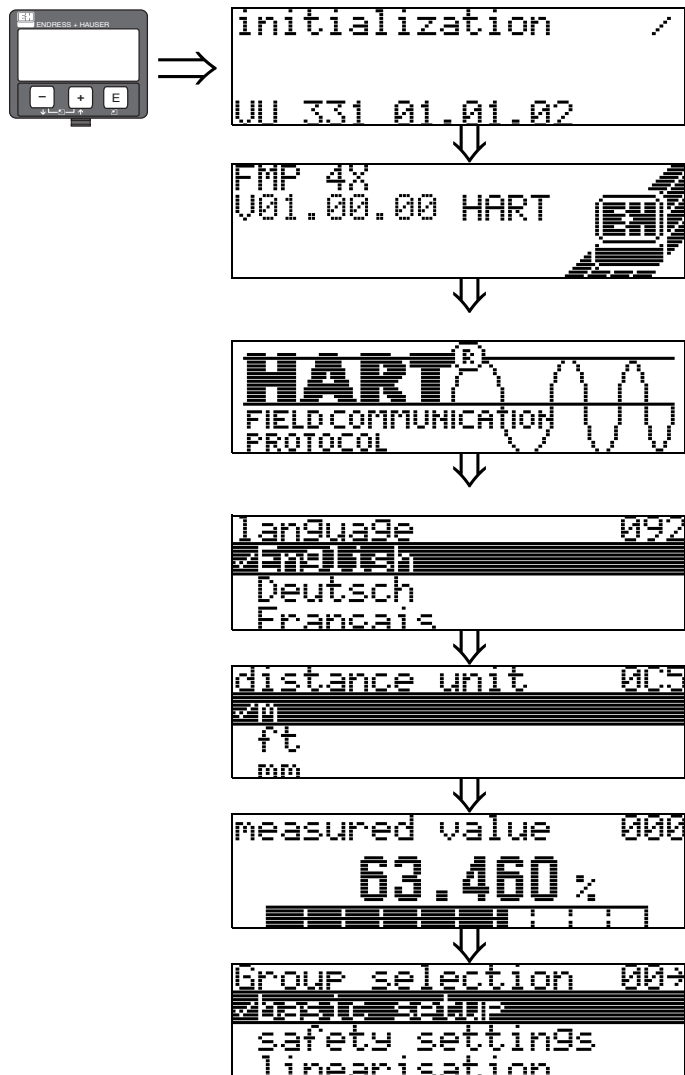 EH
ENDRESS + HAUSER
- + E
initialization /
VU 331 01.01.02
FMP 4X
V01.00.00 HART
EH
HART®
FIELD COMMUNICATION
PROTOCOL
language 092
✓English
Deutsch
Francais
distance unit 0C5
✓m
ft
mm
measured value 000
63.460 %
Group selection 00→
✓basic setup
safety settings
linearisation